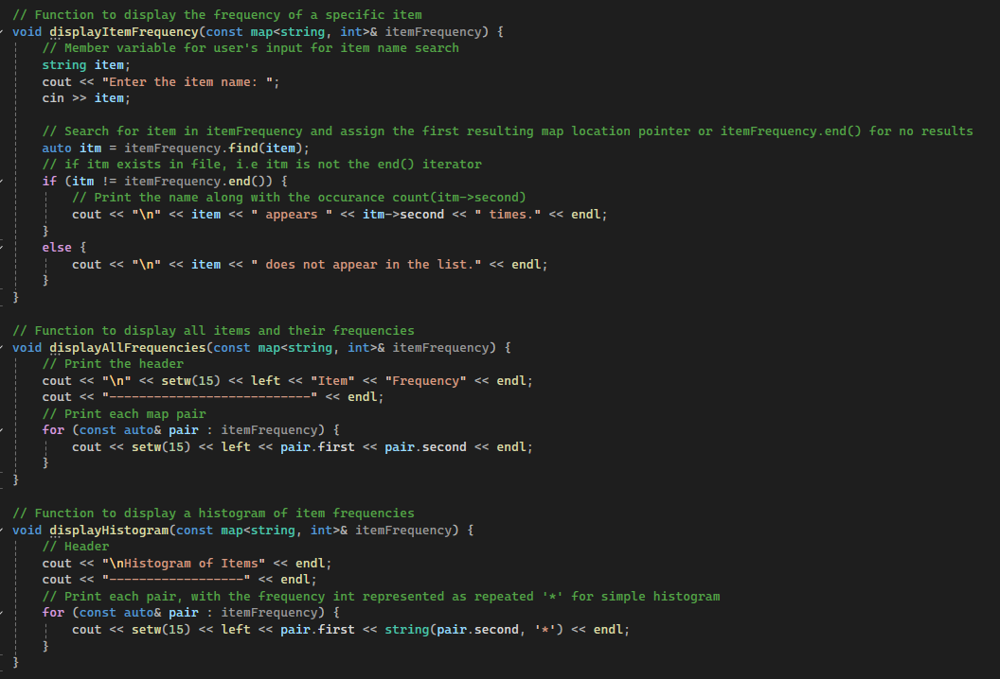 // Function to display the frequency of a specific item
void displayItemFrequency(const map<string, int>& itemFrequency) {
    // Member variable for user's input for item name search
    string item;
    cout << "Enter the item name: ";
    cin >> item;

    // Search for item in itemFrequency and assign the first resulting map location pointer or itemFrequency.end() for no results
    auto itm = itemFrequency.find(item);
    // if itm exists in file, i.e itm is not the end() iterator
    if (itm != itemFrequency.end()) {
        // Print the name along with the occurance count(itm->second)
        cout << "\n" << item << " appears " << itm->second << " times." << endl;
    }
    else {
        cout << "\n" << item << " does not appear in the list." << endl;
    }
}

// Function to display all items and their frequencies
void displayAllFrequencies(const map<string, int>& itemFrequency) {
    // Print the header
    cout << "\n" << setw(15) << left << "Item" << "Frequency" << endl;
    cout << "---------------------------" << endl;
    // Print each map pair
    for (const auto& pair : itemFrequency) {
        cout << setw(15) << left << pair.first << pair.second << endl;
    }
}

// Function to display a histogram of item frequencies
void displayHistogram(const map<string, int>& itemFrequency) {
    // Header
    cout << "\nHistogram of Items" << endl;
    cout << "------------------" << endl;
    // Print each pair, with the frequency int represented as repeated '*' for simple histogram
    for (const auto& pair : itemFrequency) {
        cout << setw(15) << left << pair.first << string(pair.second, '*') << endl;
    }
}